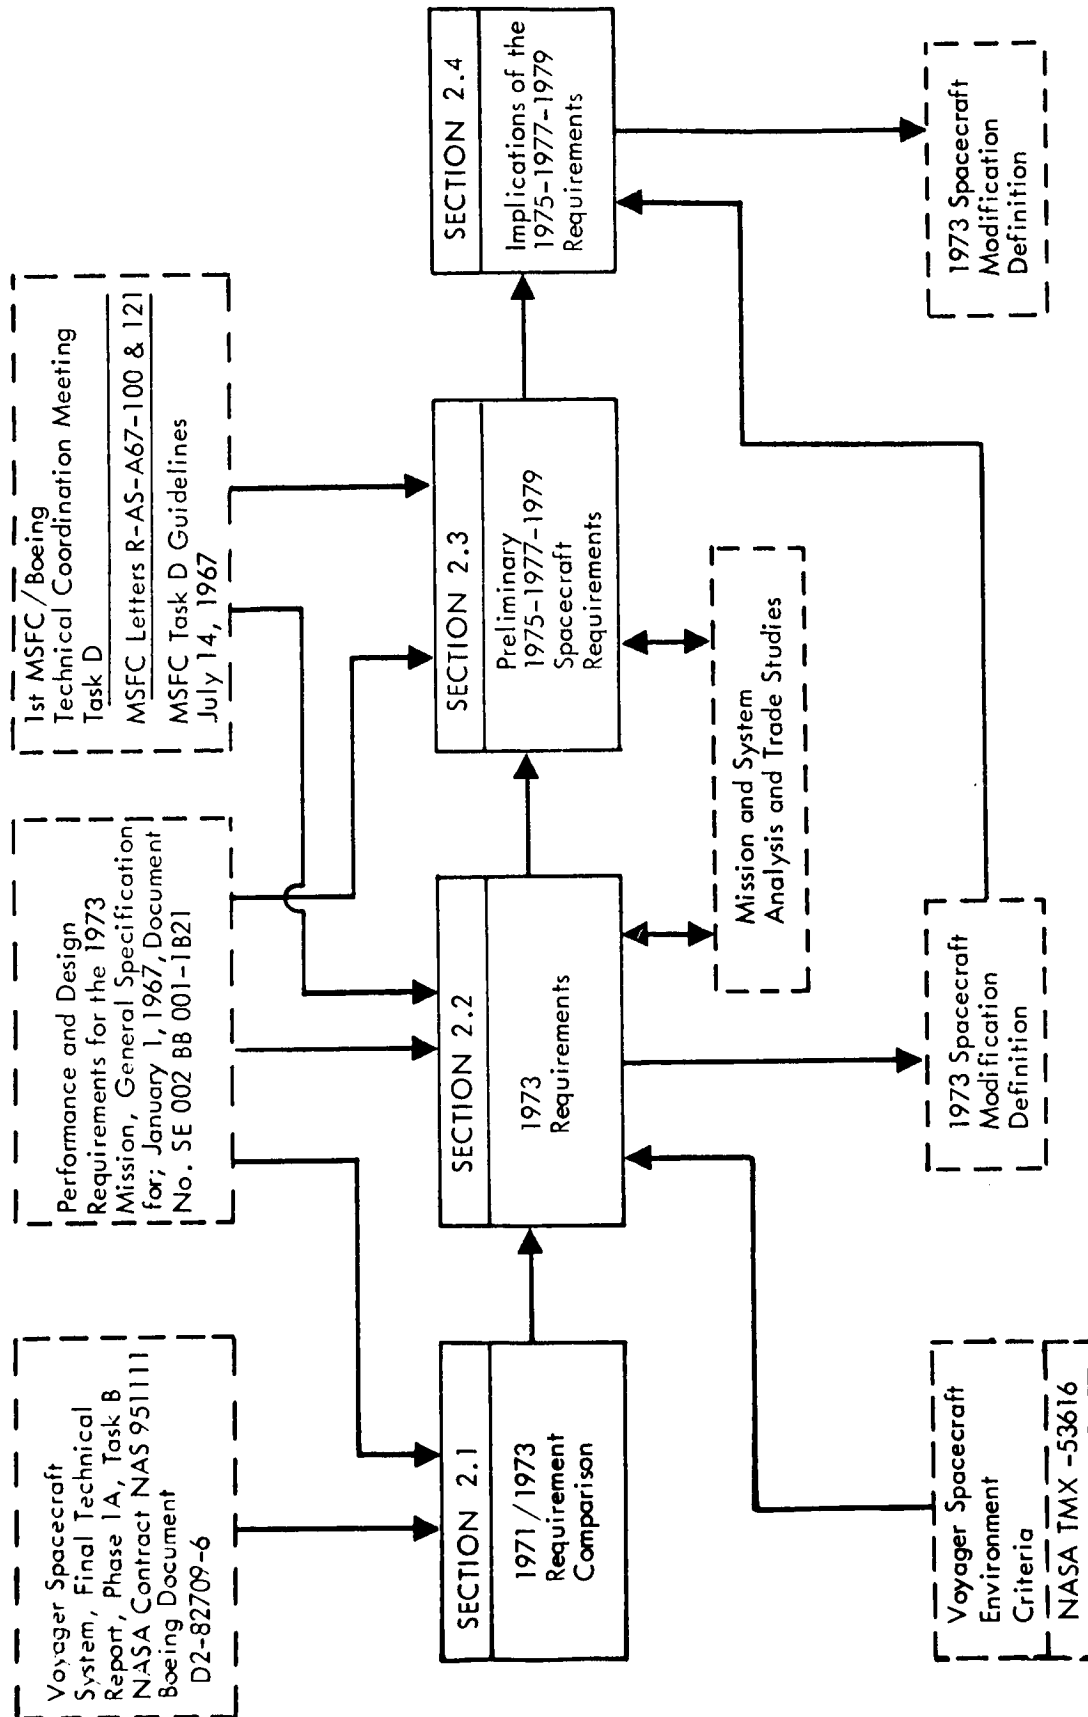 Voyager Spacecraft
System, Final Technical
Report, Phase 1A, Task B
NASA Contract NAS 951111
Boeing Document
D2-82709-6
Performance and Design
Requirements for the 1973
Mission, General Specification
for; January 1, 1967, Document
No. SE 002 BB 001-1B21
1st MSFC/Boeing
Technical Coordination Meeting
Task D
MSFC Letters R-AS-A67-100 & 121
MSFC Task D Guidelines
July 14, 1967
SECTION 2.1
1971/1973
Requirement
Comparison
SECTION 2.2
1973
Requirements
SECTION 2.3
Preliminary
1975-1977-1979
Spacecraft
Requirements
SECTION 2.4
Implications of the
1975-1977-1979
Requirements
Mission and System
Analysis and Trade Studies
Voyager Spacecraft
Environment
Criteria
NASA TMX -53616
1973 Spacecraft
Modification
Definition
1973 Spacecraft
Modification
Definition